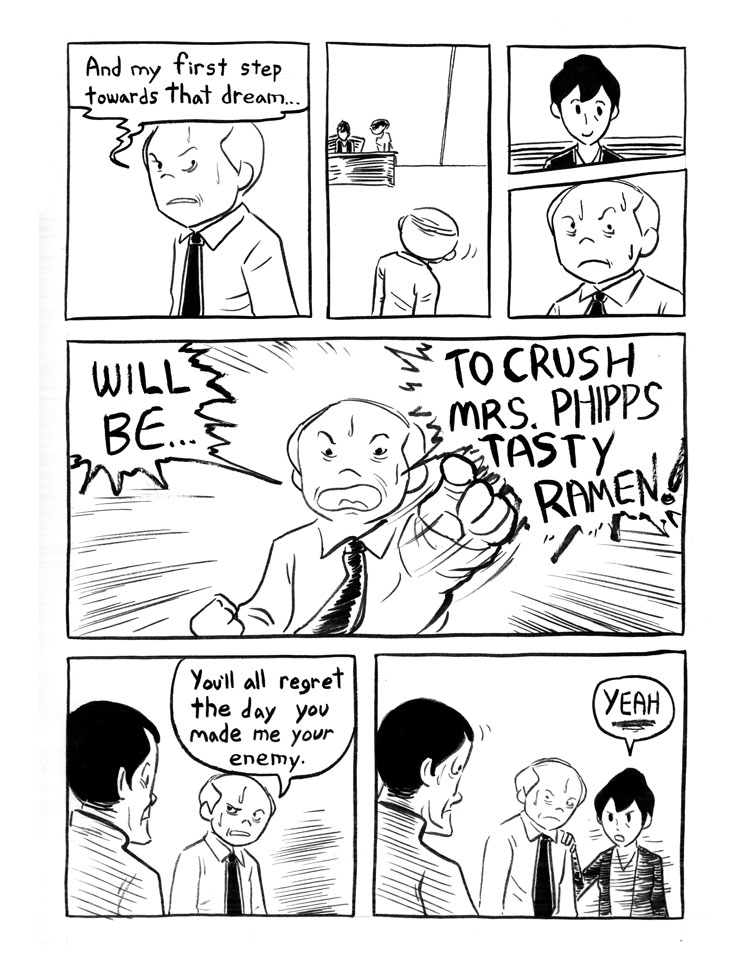 And my first step
towards that dream...
WILL
BE...
TO CRUSH
MRS. PHIPPS
TASTY
RAMEN!
You'll all regret
the day you
made me your
enemy.
YEAH